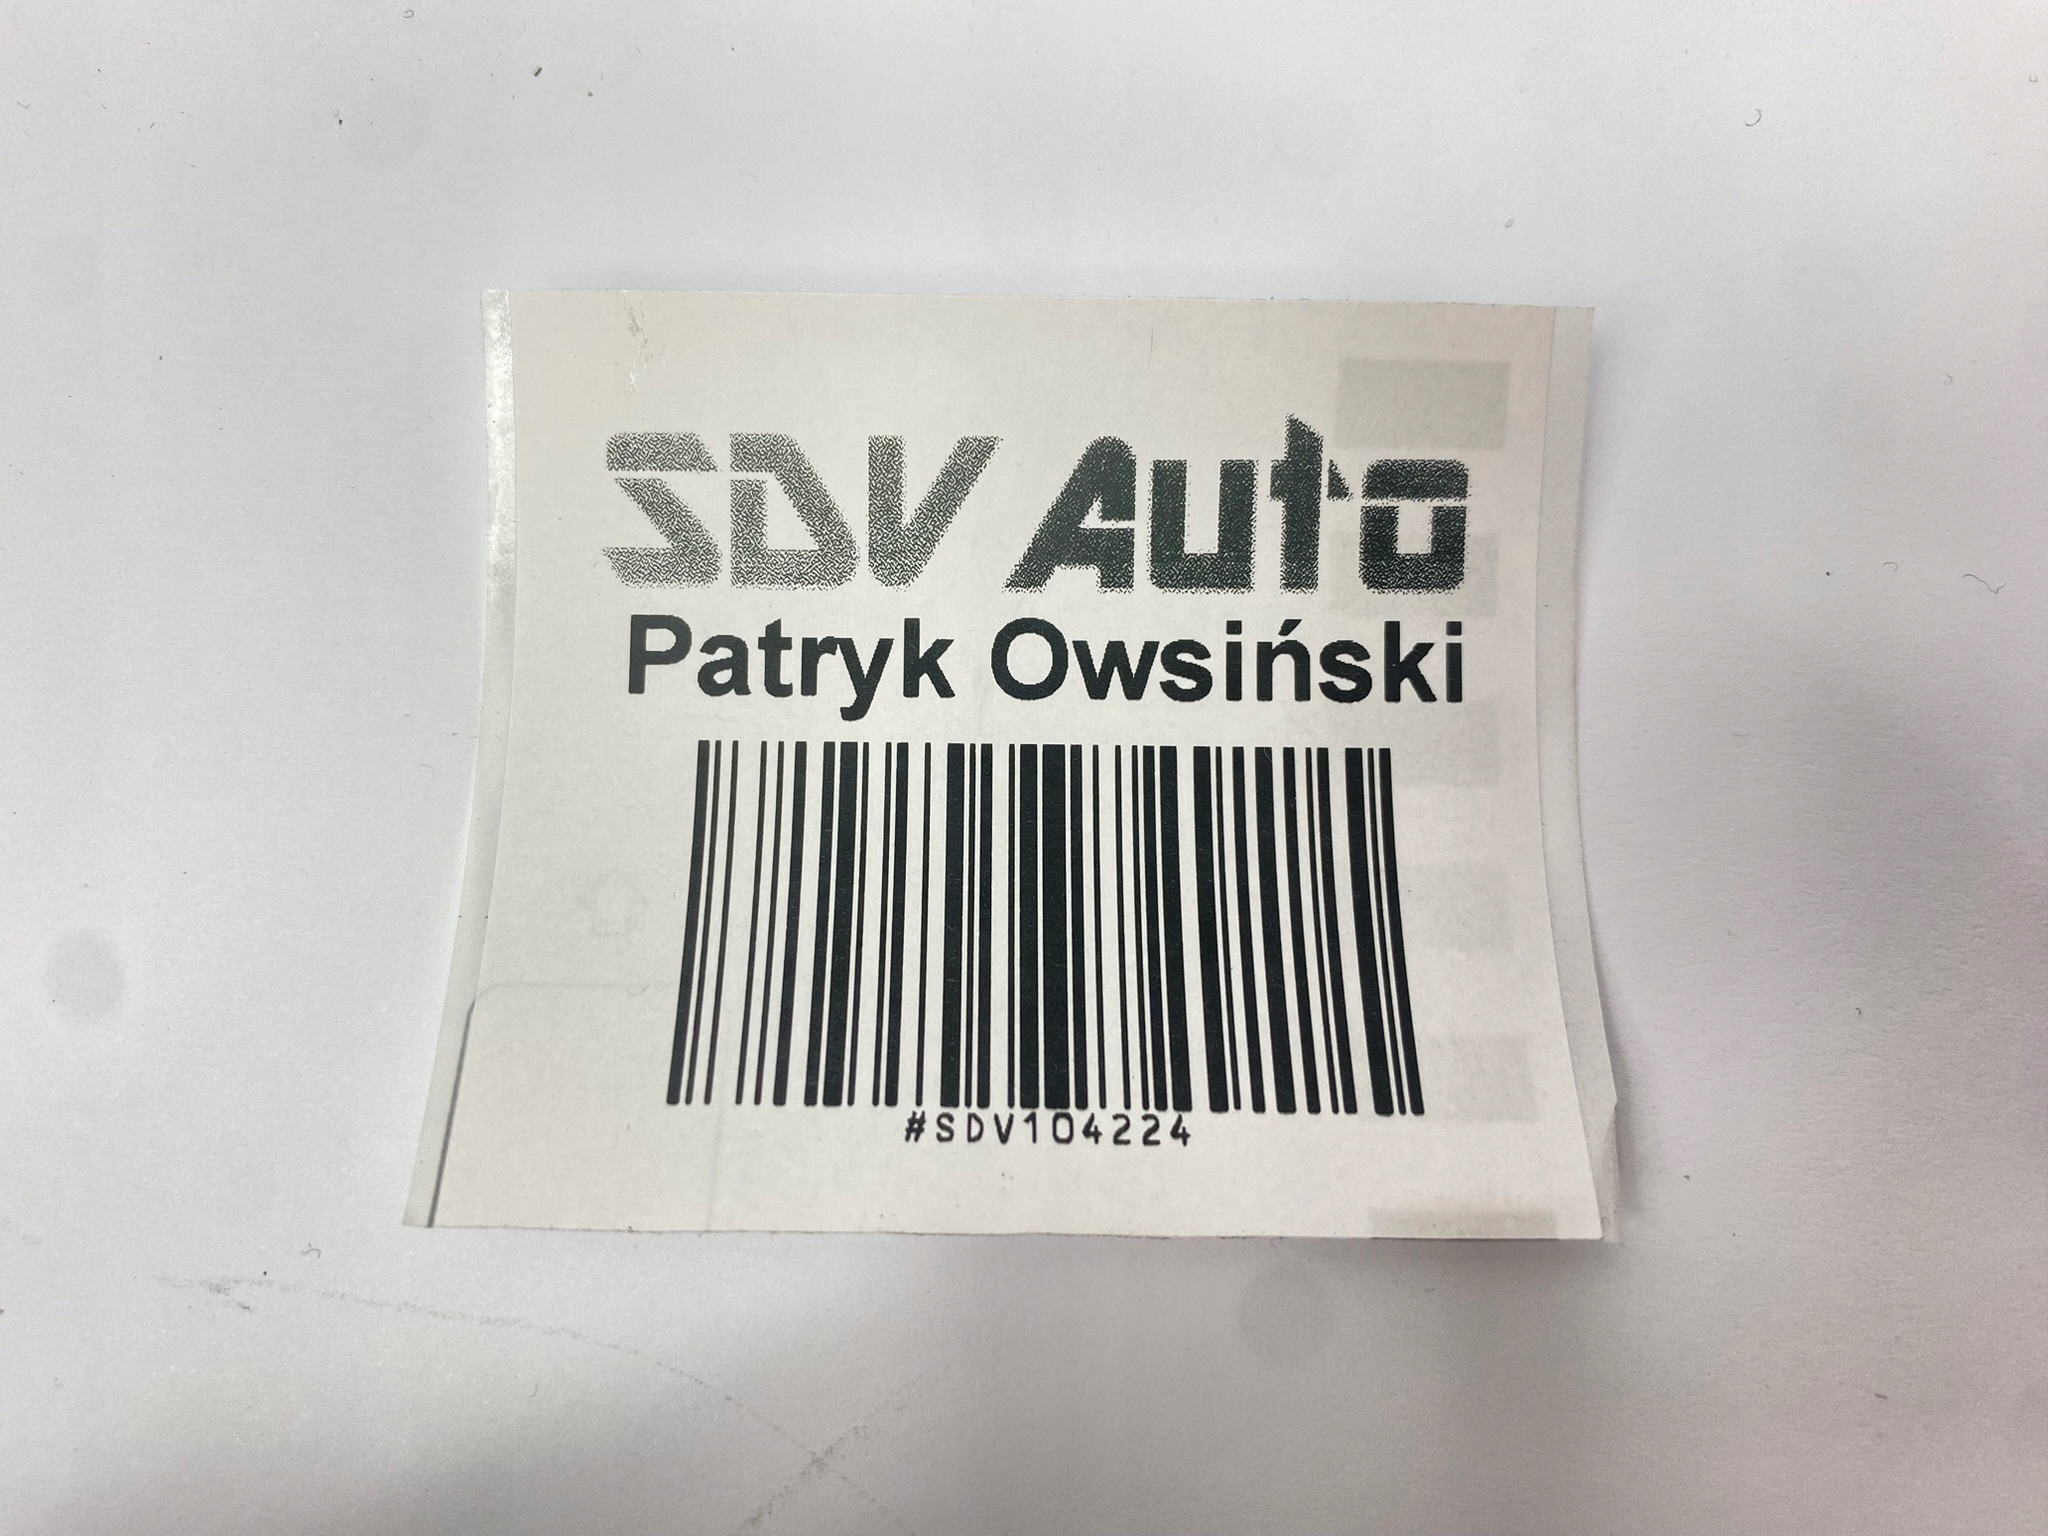 SDV Auto
Patryk Owsiński
#SDV104224